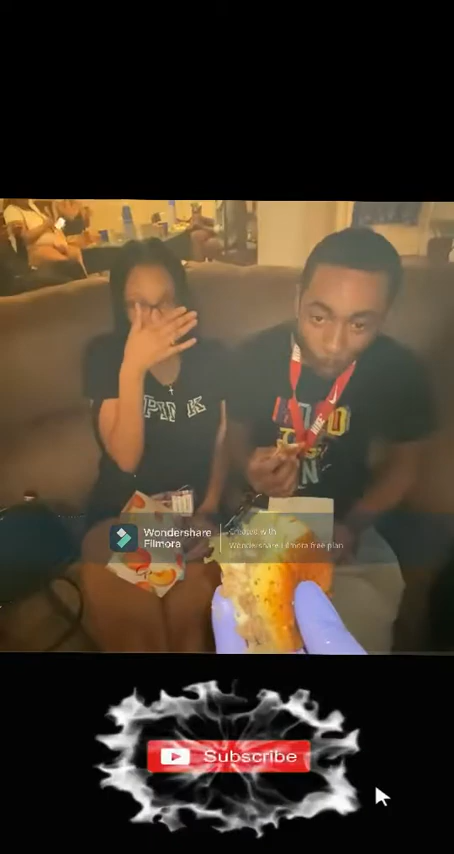 PINK
Wondershare
Filmora
Created with
Wondershare Filmora free plan
Subscribe